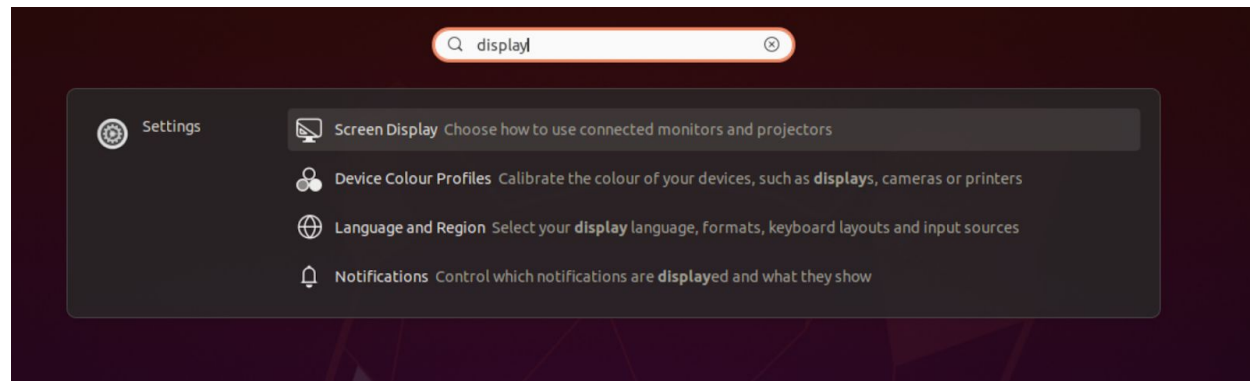 display
Settings
Screen Display Choose how to use connected monitors and projectors
Device Colour Profiles Calibrate the colour of your devices, such as displays, cameras or printers
Language and Region Select your display language, formats, keyboard layouts and input sources
Notifications Control which notifications are displayed and what they show